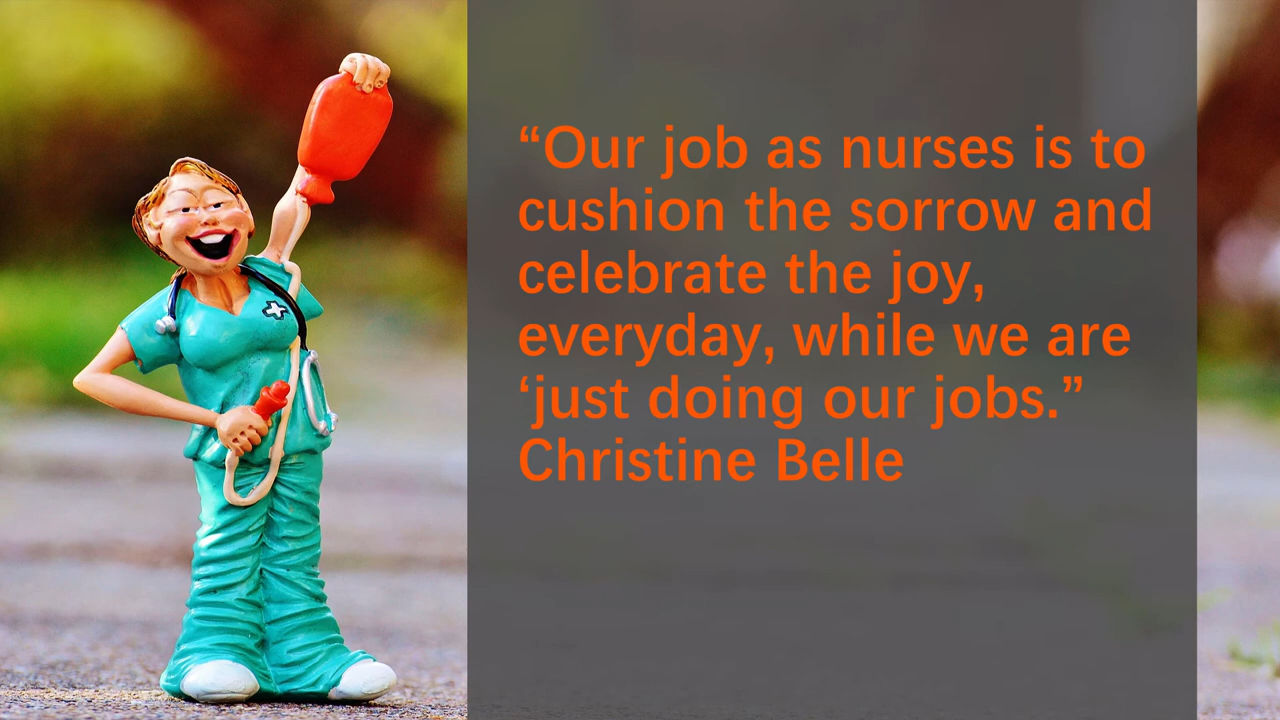 “Our job as nurses is to
cushion the sorrow and
celebrate the joy,
everyday, while we are
‘just doing our jobs.”
Christine Belle